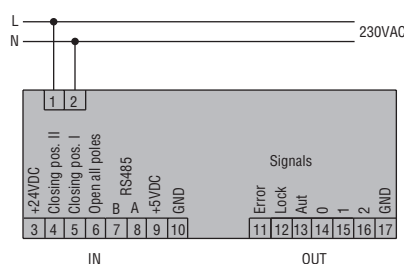 L
N
230VAC
1 2
+24VDC
Closing pos. II
Closing pos. I
Open all poles
B
A
RS485
+5VDC
GND
Signals
Error
Lock
Aut
0
1
2
GND
3 4 5 6 7 8 9 10
11 12 13 14 15 16 17
IN
OUT